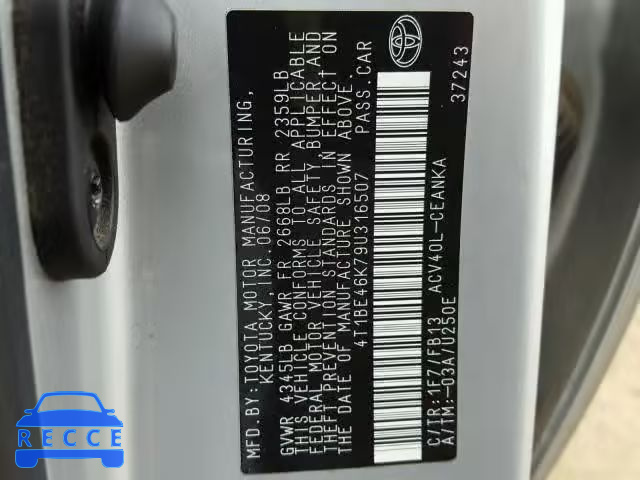 MFD.BY:TOYOTA MOTOR MANUFACTURING,
KENTUCKY,INC.06/08
GVWR 4345LB GAWR FR 2668LB RR 2359LB
THIS VEHICLE CONFORMS TO ALL APPLICABLE
FEDERAL MOTOR VEHICLE SAFETY, BUMPER,AND
THEFT PREVENTION STANDARDS IN EFFECT ON
THE DATE OF MANUFACTURE SHOWN ABOVE.
4T1BE46K79U316507 PASS.CAR
C/TR:1F7/FB13 ACV40L-CEANKA
A/TM:-03A/U250E
37243
RECCE